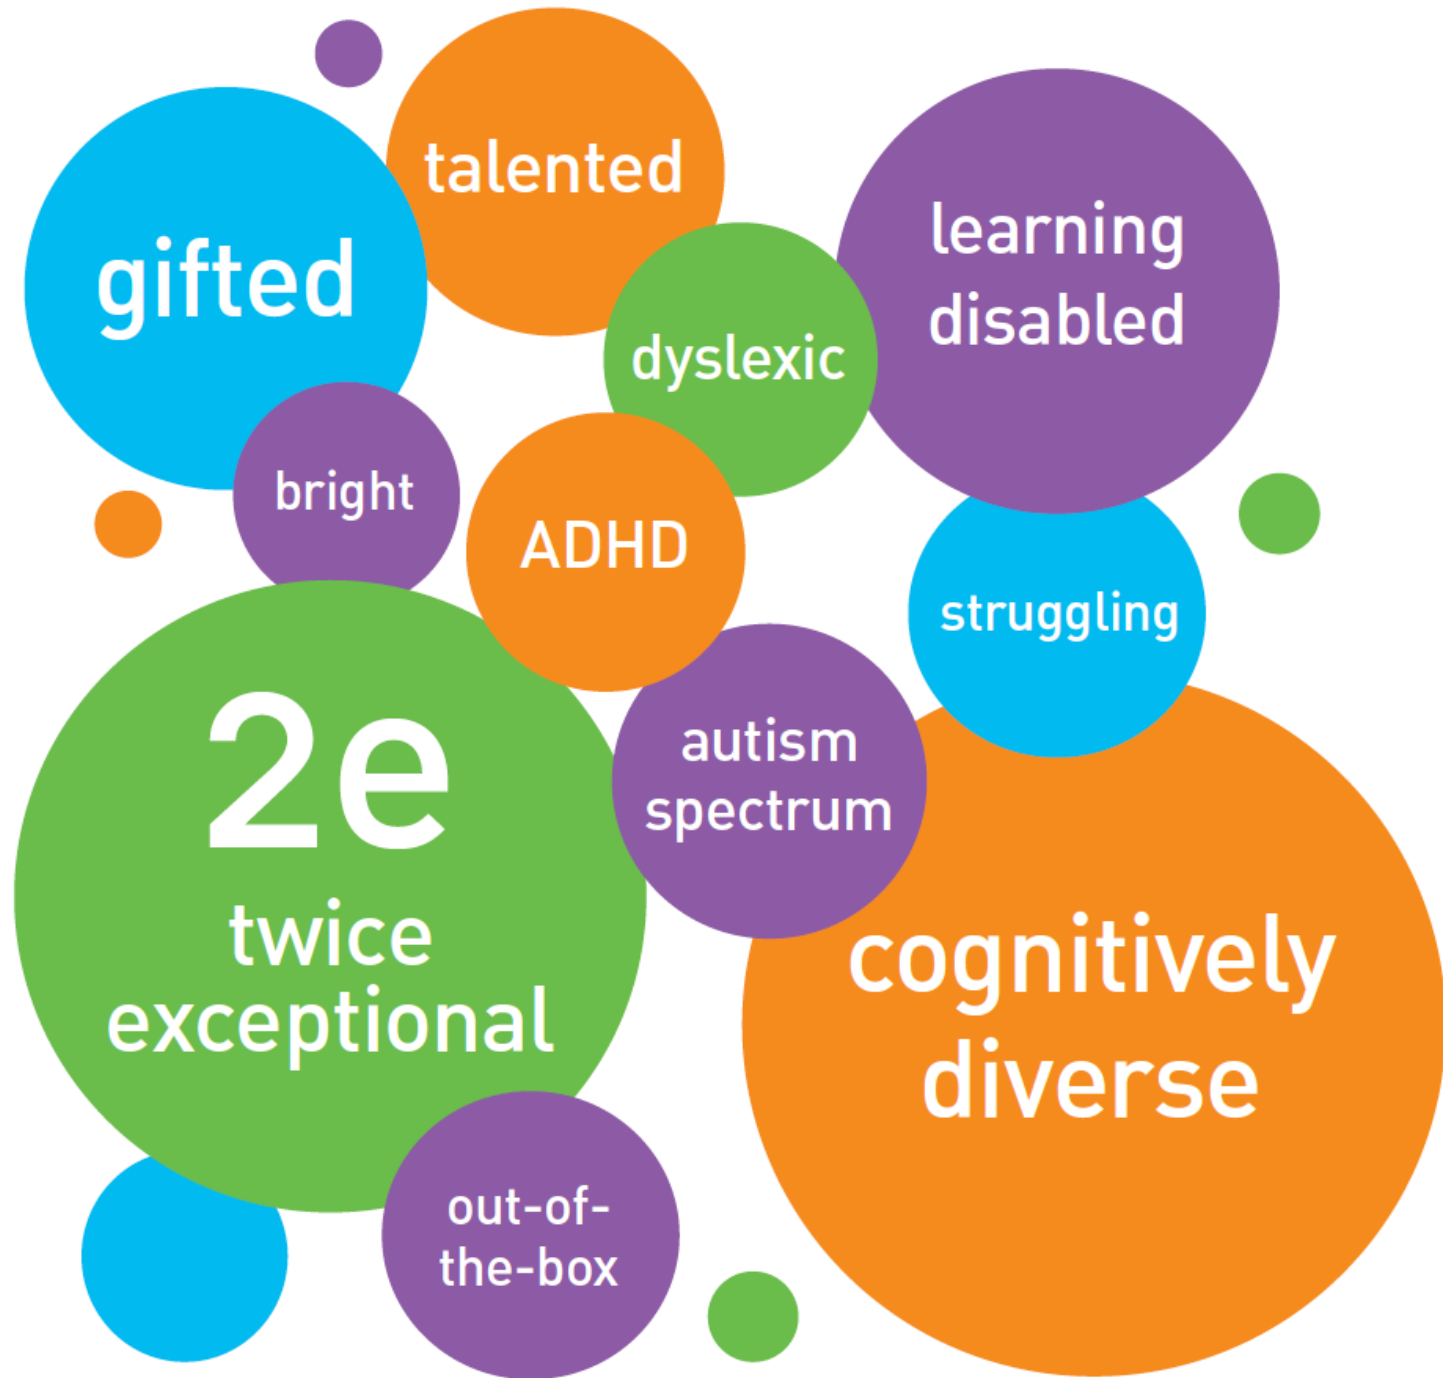 talented
gifted
learning
disabled
dyslexic
bright
ADHD
struggling
2e
twice
exceptional
autism
spectrum
cognitively
diverse
out-of-
the-box